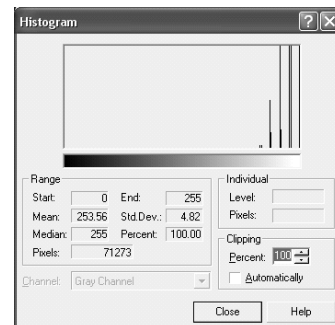 Histogram
Range
Start: 0 End: 255
Mean: 253.56 Std.Dev.: 4.82
Median: 255 Percent: 100.00
Pixels: 71273
Individual
Level:
Pixels:
Clipping
Percent: 100
Automatically
Channel: Gray Channel
Close Help